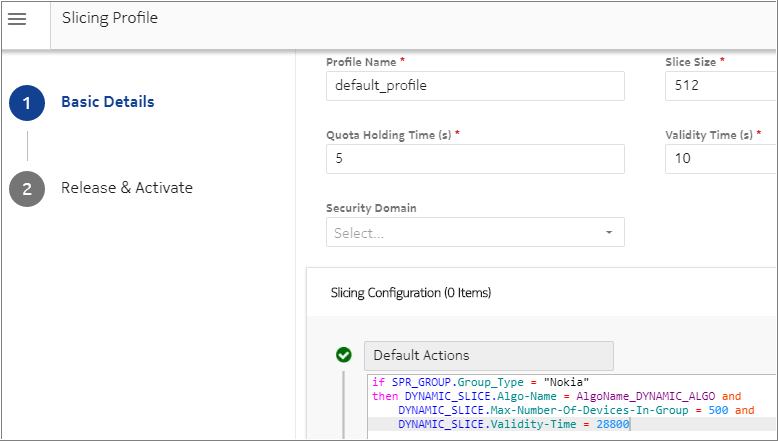 Slicing Profile
Profile Name *
Slice Size *
default_profile
512
1
Basic Details
Quota Holding Time (s) *
Validity Time (s) *
5
10
2
Release & Activate
Security Domain
Select...
Slicing Configuration (0 Items)
Default Actions
if SPR_GROUP.Group_Type = "Nokia"
then DYNAMIC_SLICE.Algo-Name = AlgoName_DYNAMIC_ALGO and
DYNAMIC_SLICE.Max-Number-Of-Devices-In-Group = 500 and
DYNAMIC_SLICE.Validity-Time = 28800